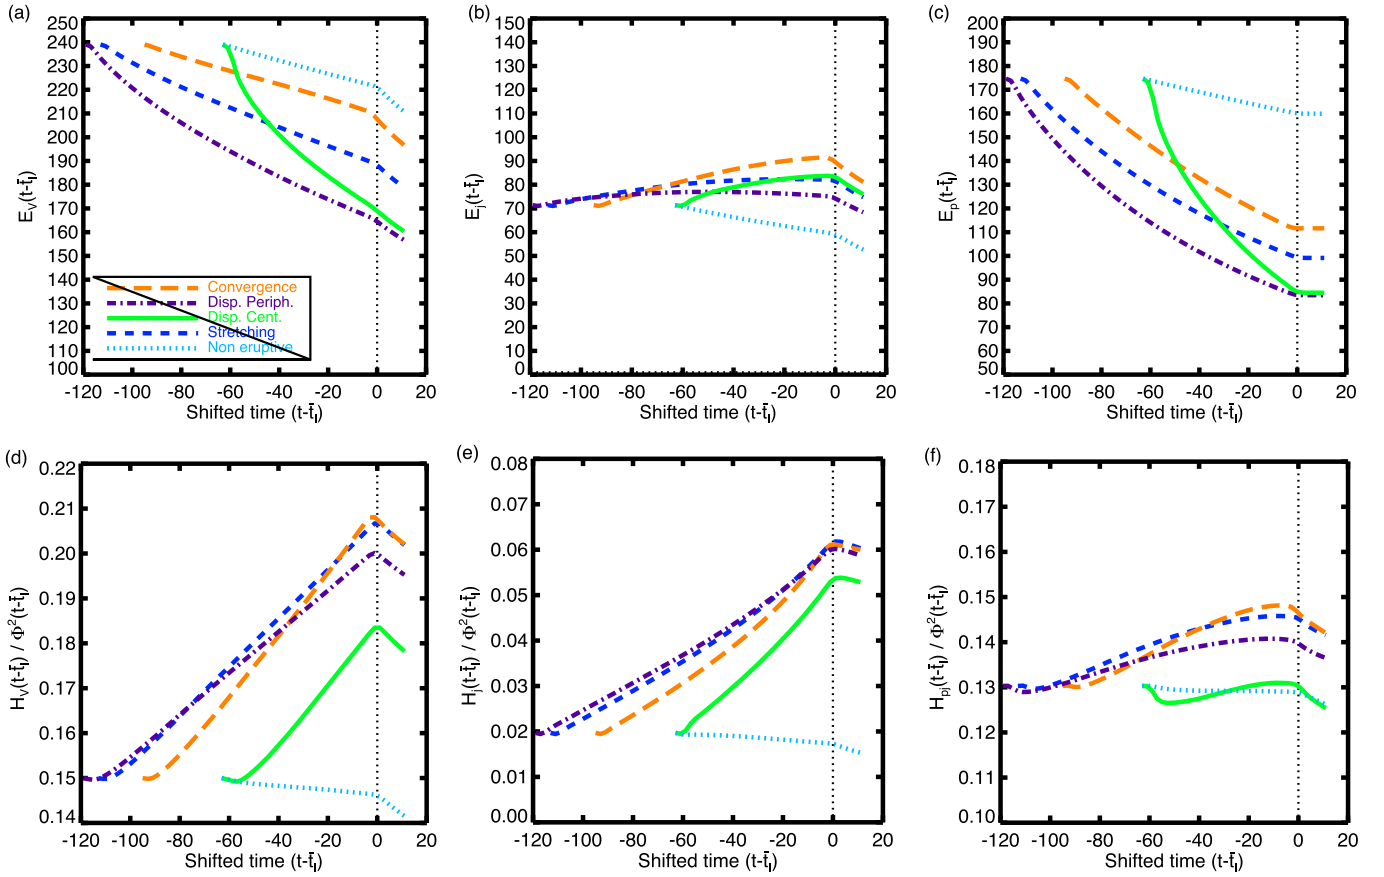 (a)
250
240
230
220
210
200
190
180
170
160
150
140
130
120
110
100
E_v(t-t̄_I)
Convergence
Disp. Periph.
Disp. Cent.
Stretching
Non eruptive
-120 -100 -80 -60 -40 -20 0 20
Shifted time (t-t̄_I)
(b)
150
140
130
120
110
100
90
80
70
60
50
40
30
20
10
0
E_j(t-t̄_I)
-120 -100 -80 -60 -40 -20 0 20
Shifted time (t-t̄_I)
(c)
200
190
180
170
160
150
140
130
120
110
100
90
80
70
60
50
E_p(t-t̄_I)
-120 -100 -80 -60 -40 -20 0 20
Shifted time (t-t̄_I)
(d)
0.22
0.21
0.20
0.19
0.18
0.17
0.16
0.15
0.14
H_v(t-t̄_I) / Φ²(t-t̄_I)
-120 -100 -80 -60 -40 -20 0 20
Shifted time (t-t̄_I)
(e)
0.08
0.07
0.06
0.05
0.04
0.03
0.02
0.01
0.00
H_j(t-t̄_I) / Φ²(t-t̄_I)
-120 -100 -80 -60 -40 -20 0 20
Shifted time (t-t̄_I)
(f)
0.18
0.17
0.16
0.15
0.14
0.13
0.12
0.11
0.10
H_pj(t-t̄_I) / Φ²(t-t̄_I)
-120 -100 -80 -60 -40 -20 0 20
Shifted time (t-t̄_I)